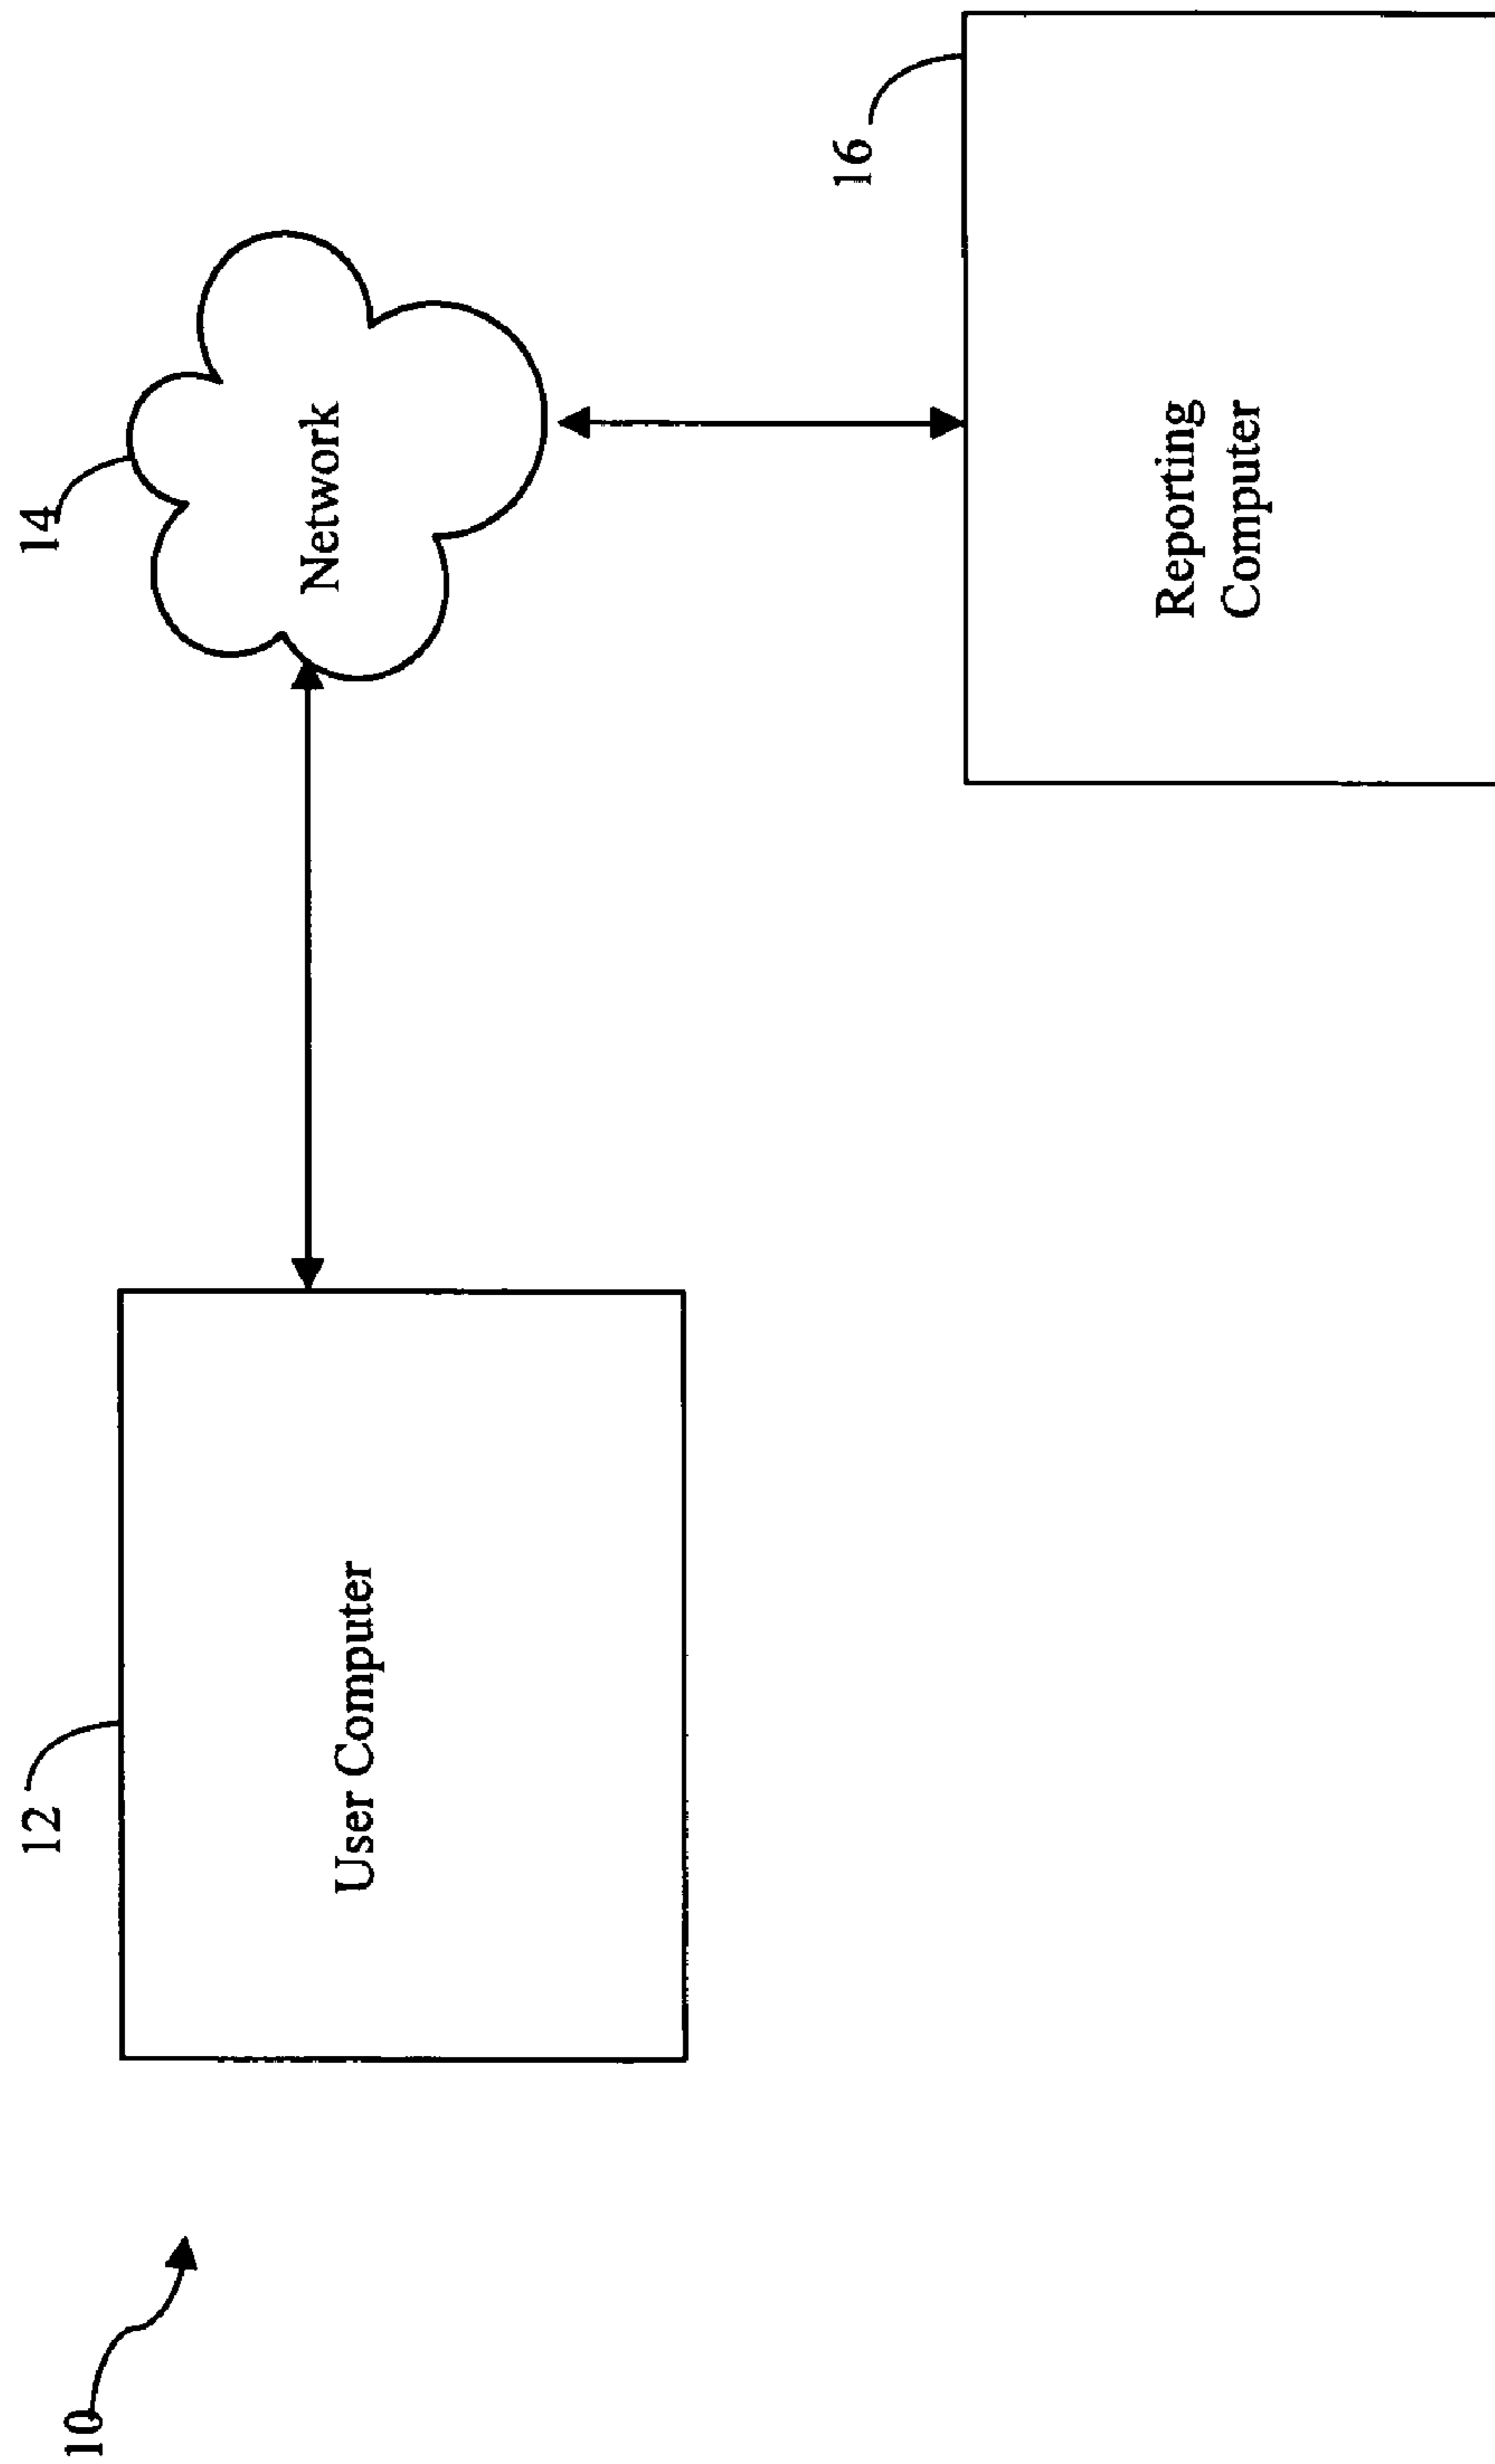 10
12
User Computer
14
Network
16
Reporting
Computer